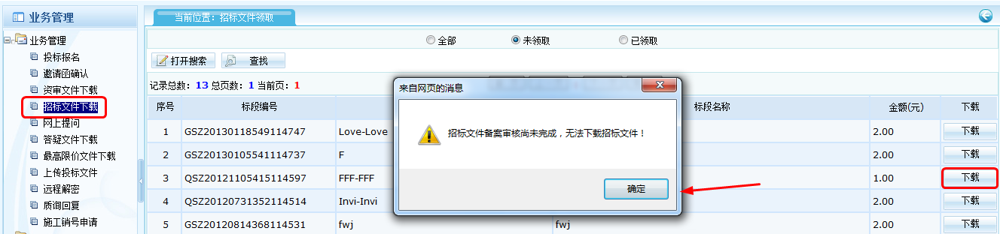 业务管理
业务管理
投标报名
邀请函确认
资审文件下载
招标文件下载
网上提问
答疑文件下载
最高限价文件下载
上传投标文件
远程解密
质询回复
施工销号申请
当前位置：招标文件领取
全部 未领取 已领取
打开搜索 查找
记录总数：13 总页数：1 当前页：1
序号 标段编号 标段名称 金额(元) 下载
1 GSZ20130118549114747 Love-Love 2.00 下载
2 GSZ20130105541114737 F 2.00 下载
3 QSZ20121105415114597 FFF-FFF 1.00 下载
4 QSZ20120731352114514 Invi-Invi 2.00 下载
5 GSZ20120814368114531 fwj fwj 2.00 下载
来自网页的消息
招标文件备案审核尚未完成，无法下载招标文件！
确定